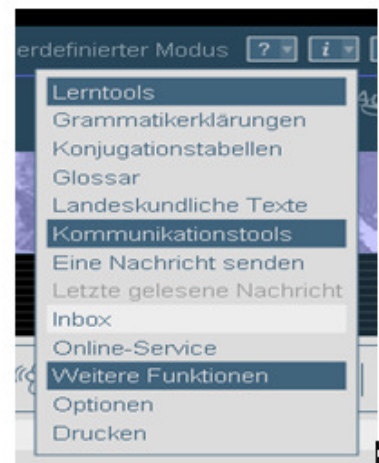 erdefinierter Modus ? i
Lerntools
Grammatikerklärungen
Konjugationstabellen
Glossar
Landeskundliche Texte
Kommunikationstools
Eine Nachricht senden
Letzte gelesene Nachricht
Inbox
Online-Service
Weitere Funktionen
Optionen
Drucken